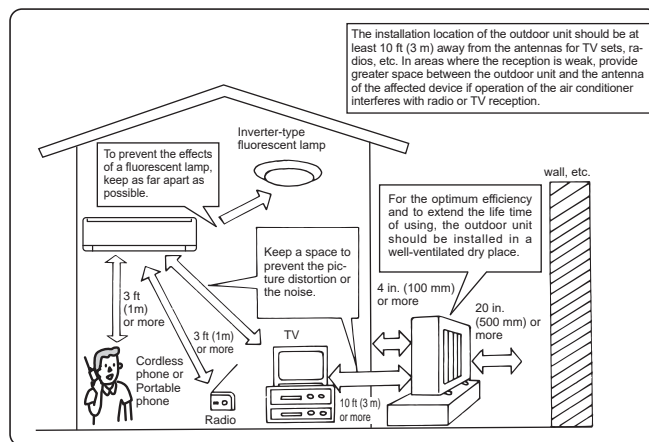 The installation location of the outdoor unit should be at
least 10 ft (3 m) away from the antennas for TV sets, ra-
dios, etc. In areas where the reception is weak, provide
greater space between the outdoor unit and the antenna
of the affected device if operation of the air conditioner
interferes with radio or TV reception.
Inverter-type
fluorescent lamp
To prevent the effects
of a fluorescent lamp,
keep as far apart as
possible.
wall, etc.
For the optimum efficiency
and to extend the life time
of using, the outdoor unit
should be installed in a
well-ventilated dry place.
Keep a space to
prevent the pic-
ture distortion or
the noise.
4 in. (100 mm)
or more
20 in.
(500 mm) or
more
3 ft
(1m)
or more
3 ft (1m)
or more
TV
Cordless
phone or
Portable
phone
Radio
10 ft (3 m)
or more